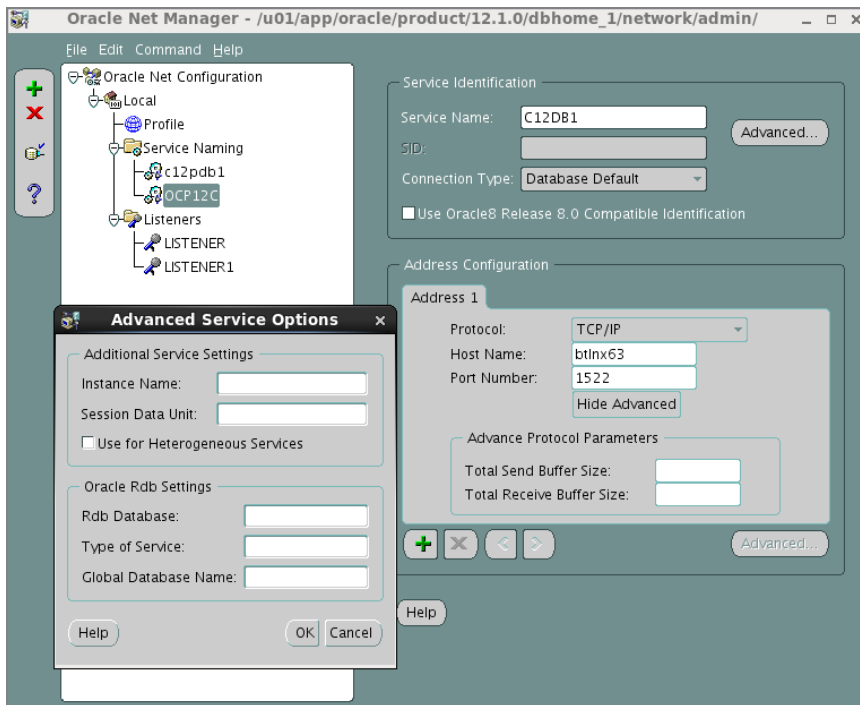 Oracle Net Manager - /u01/app/oracle/product/12.1.0/dbhome_1/network/admin/
File Edit Command Help
Oracle Net Configuration
Local
Profile
Service Naming
c12pdb1
OCP12C
Listeners
LISTENER
LISTENER1
Service Identification
Service Name: C12DB1
Advanced...
SID:
Connection Type: Database Default
Use Oracle8 Release 8.0 Compatible Identification
Address Configuration
Address 1
Protocol: TCP/IP
Host Name: btlnx63
Port Number: 1522
Hide Advanced
Advance Protocol Parameters
Total Send Buffer Size:
Total Receive Buffer Size:
Advanced...
Help
Advanced Service Options
Additional Service Settings
Instance Name:
Session Data Unit:
Use for Heterogeneous Services
Oracle Rdb Settings
Rdb Database:
Type of Service:
Global Database Name:
Help OK Cancel